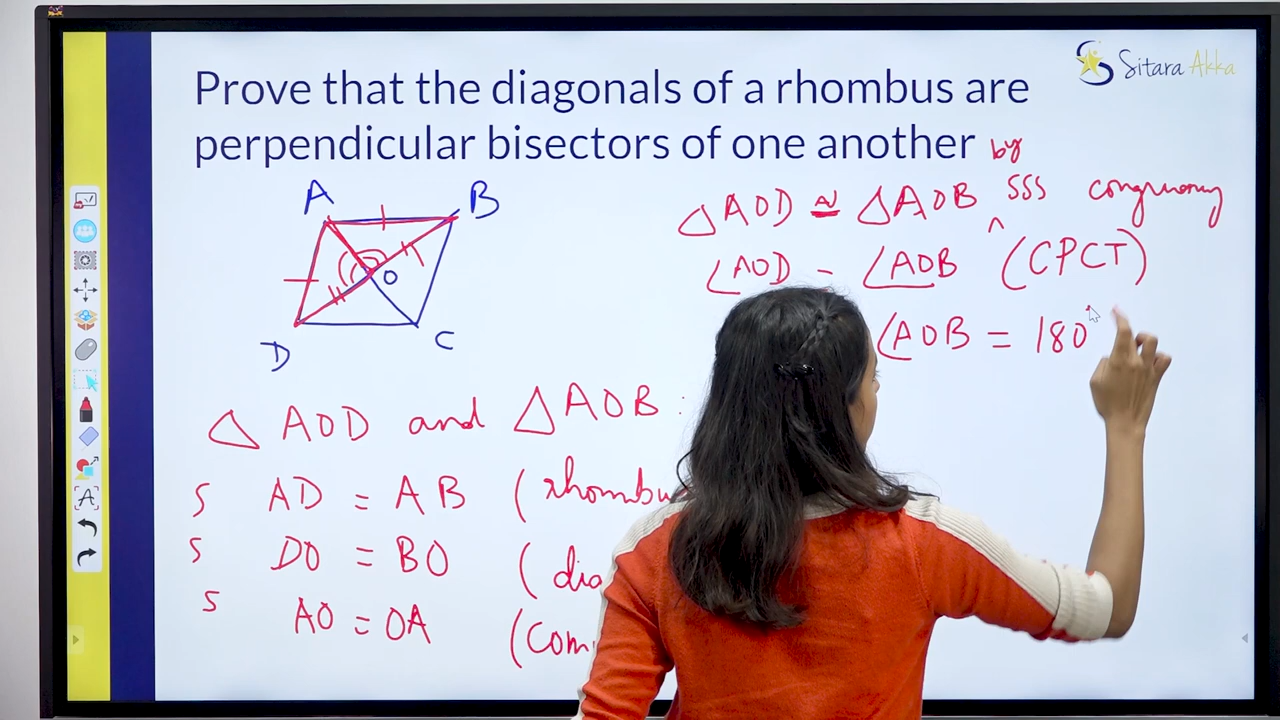 Sitara Akka
Prove that the diagonals of a rhombus are
perpendicular bisectors of one another by
△AOD ≅ △AOB ^ SSS congruency
∠AOD = ∠AOB (CPCT)
∠AOB = 180°
A
B
O
D
C
△ AOD and △AOB :
S AD = AB (rhombus
S DO = BO (dia
S AO = OA (Com